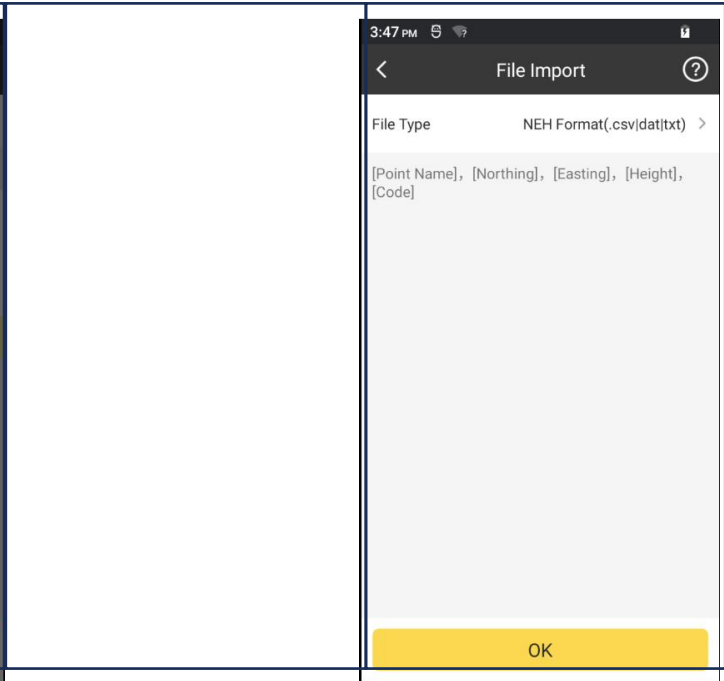 3:47 PM
File Import
File Type NEH Format(.csv|dat|txt)
[Point Name]，[Northing]，[Easting]，[Height]，
[Code]
OK